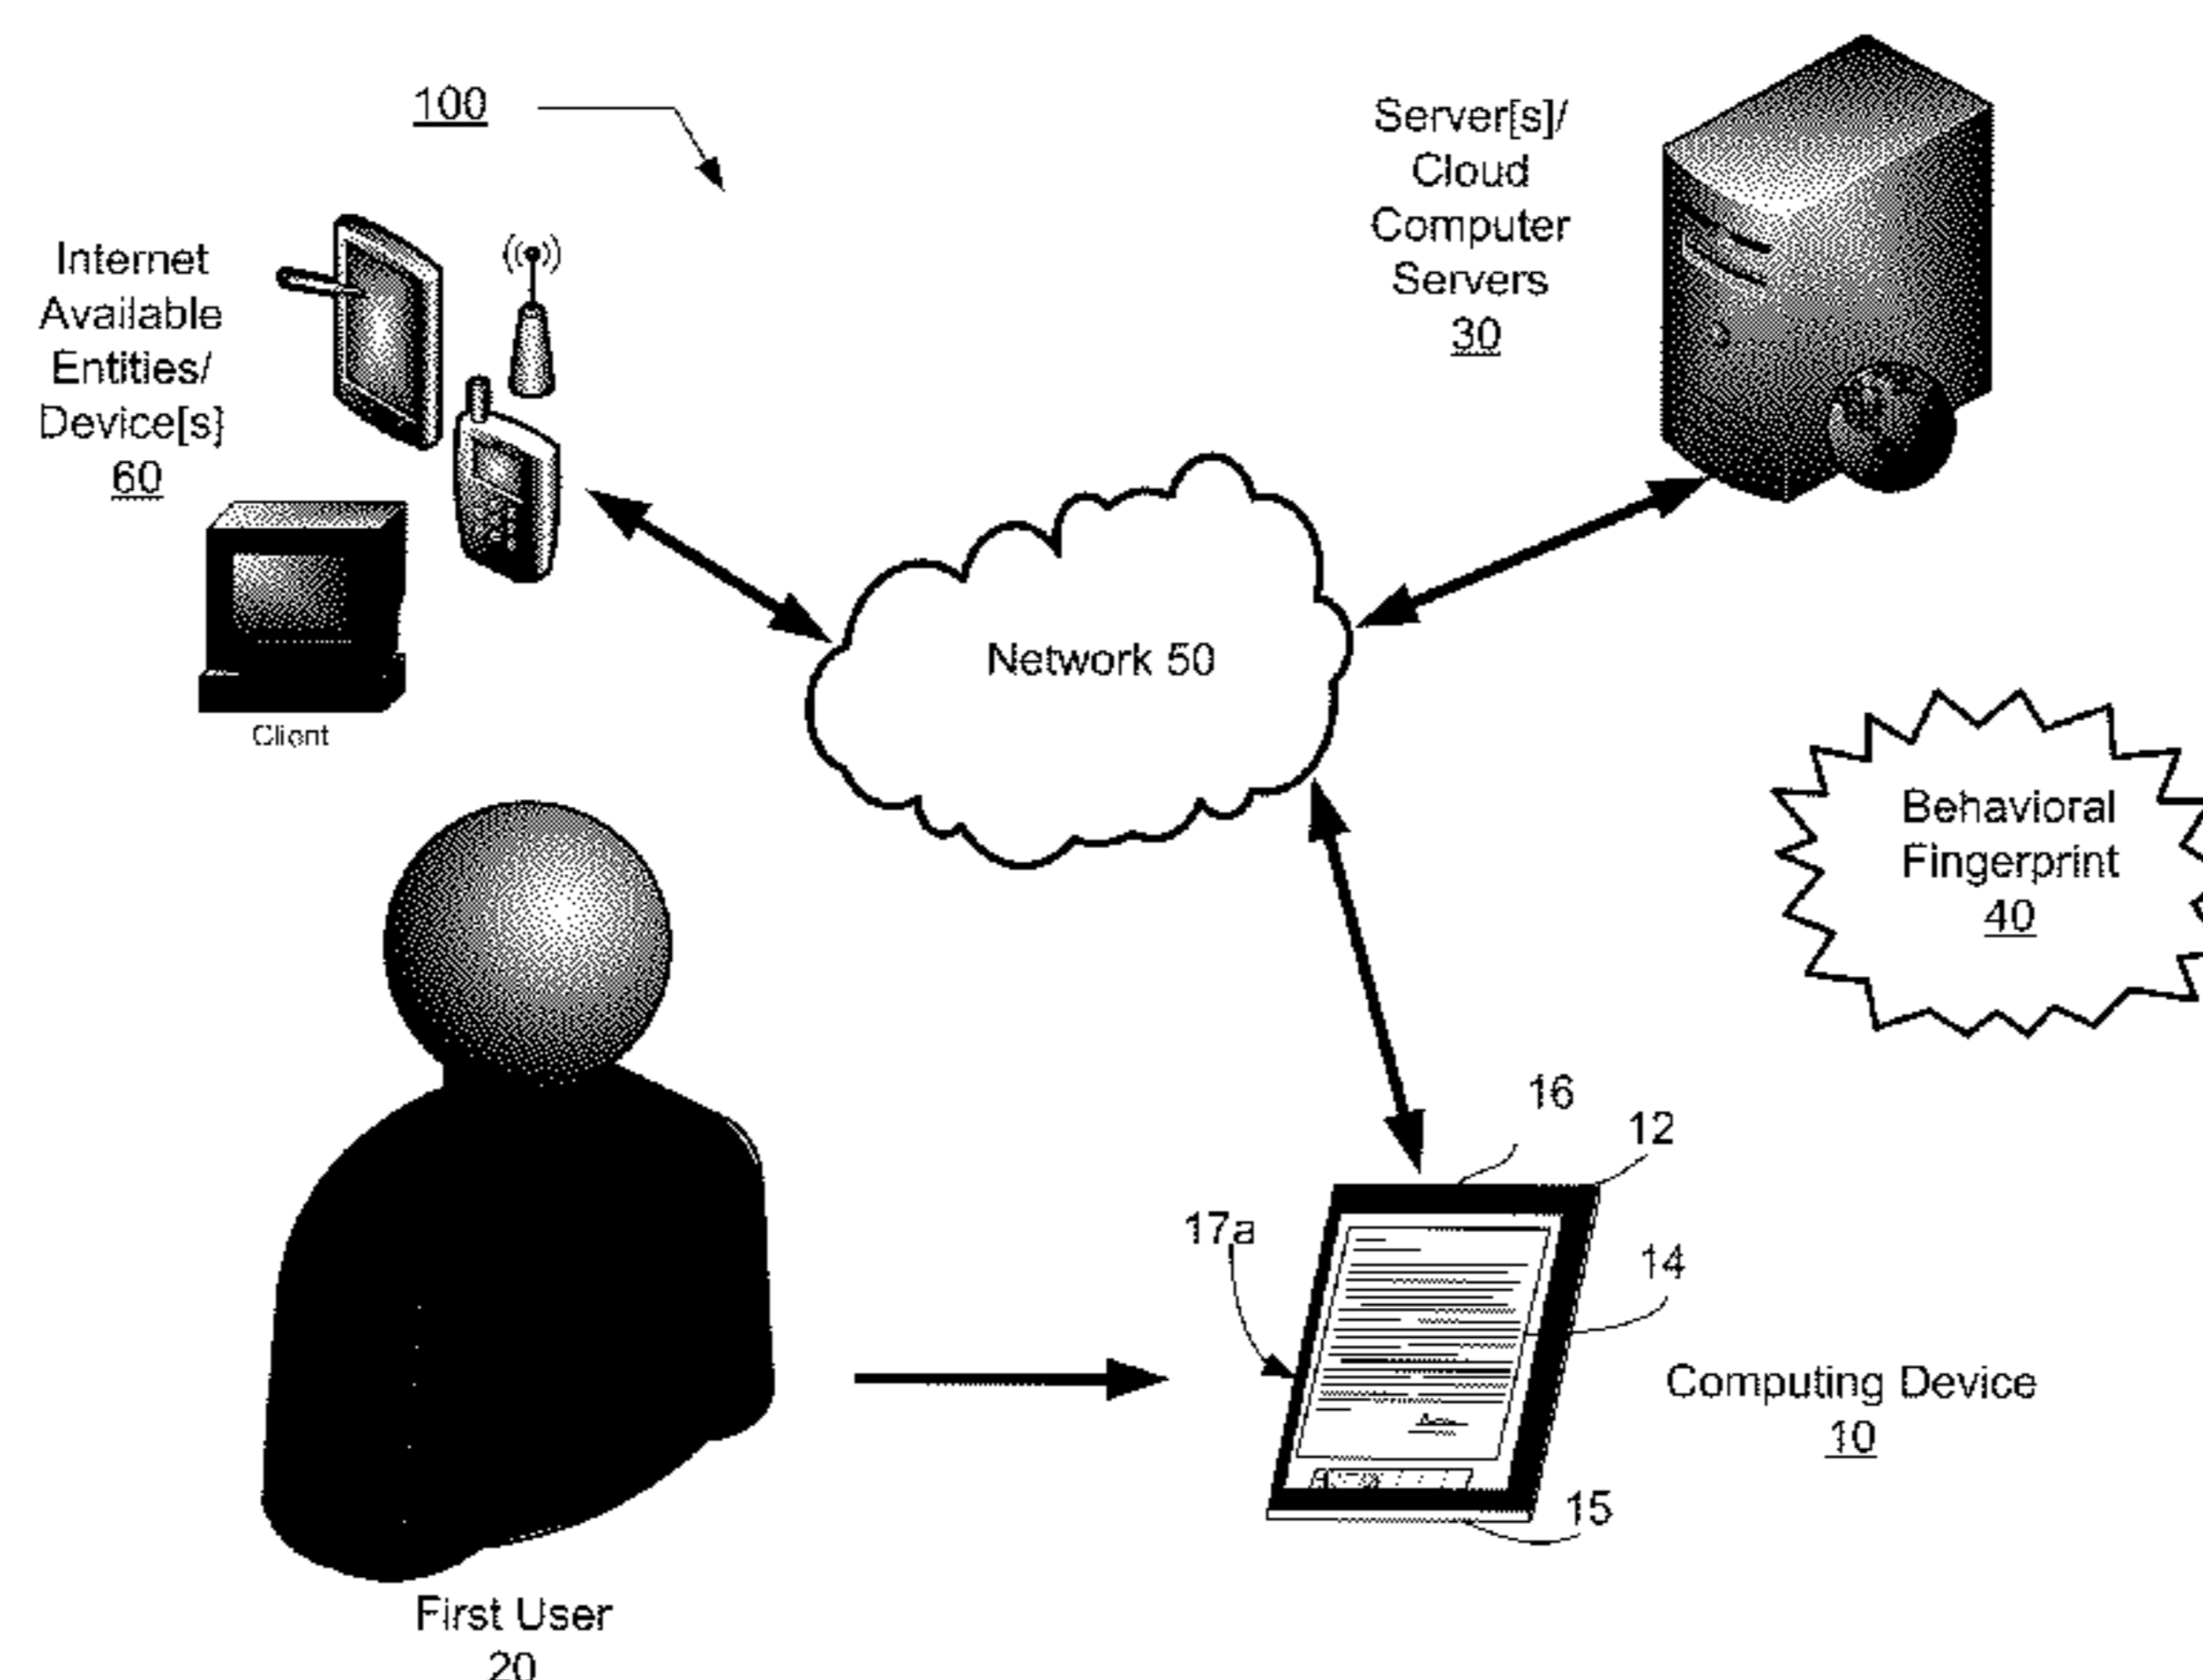 100
Server[s]/
Cloud
Computer
Servers
30
Internet
Available
Entities/
Device[s}
60
Client
Network 50
Behavioral
Fingerprint
40
16
12
17a
14
Computing Device
10
15
First User
20